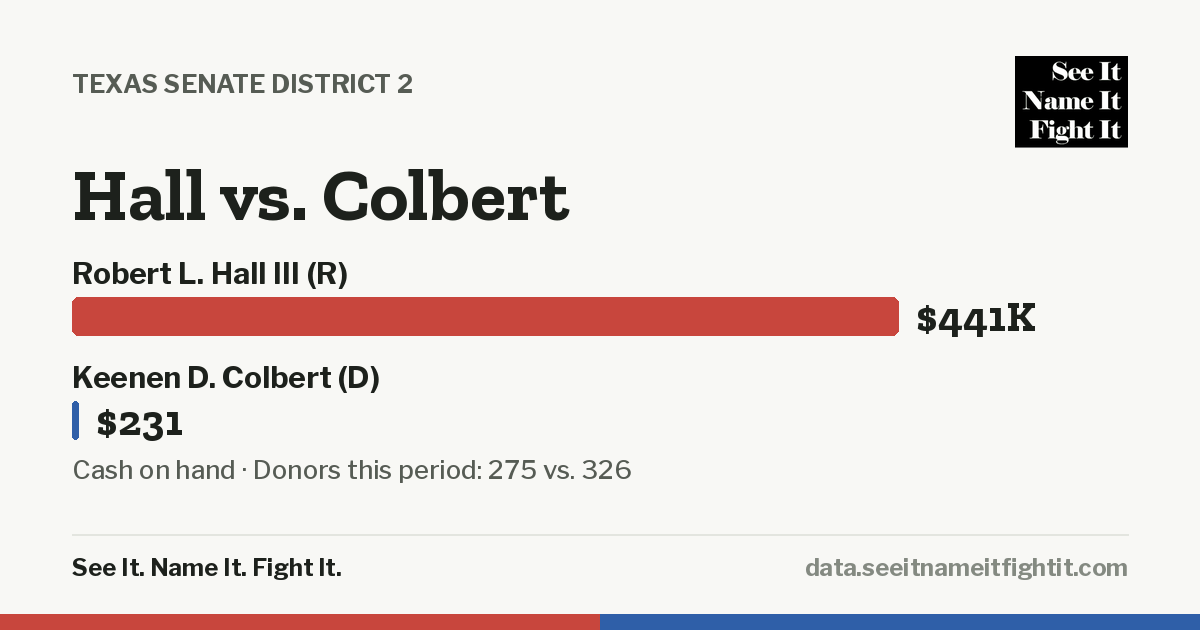 TEXAS SENATE DISTRICT 2
See It
Name It
Fight It
Hall vs. Colbert
Robert L. Hall III (R)
$441K
Keenen D. Colbert (D)
$231
Cash on hand · Donors this period: 275 vs. 326
See It. Name It. Fight It.
data.seeitnameitfightit.com